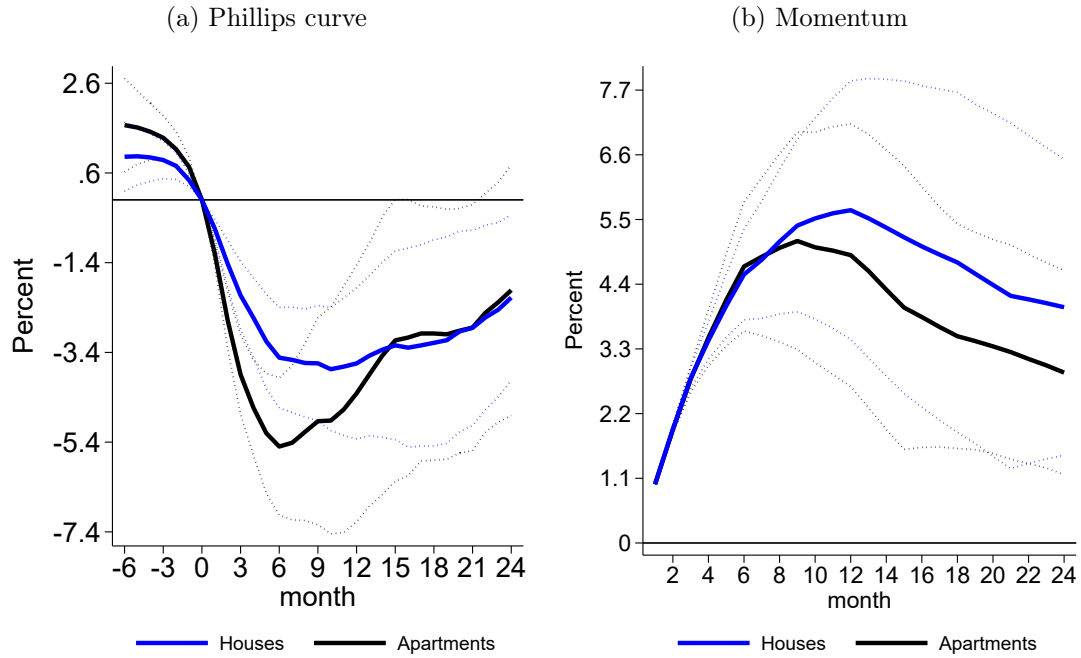 (a) Phillips curve
2.6
.6
-1.4
-3.4
-5.4
-7.4
Percent
-6 -3 0 3 6 9 12 15 18 21 24
month
Houses Apartments
(b) Momentum
7.7
6.6
5.5
4.4
3.3
2.2
1.1
0
Percent
2 4 6 8 10 12 14 16 18 20 22 24
month
Houses Apartments